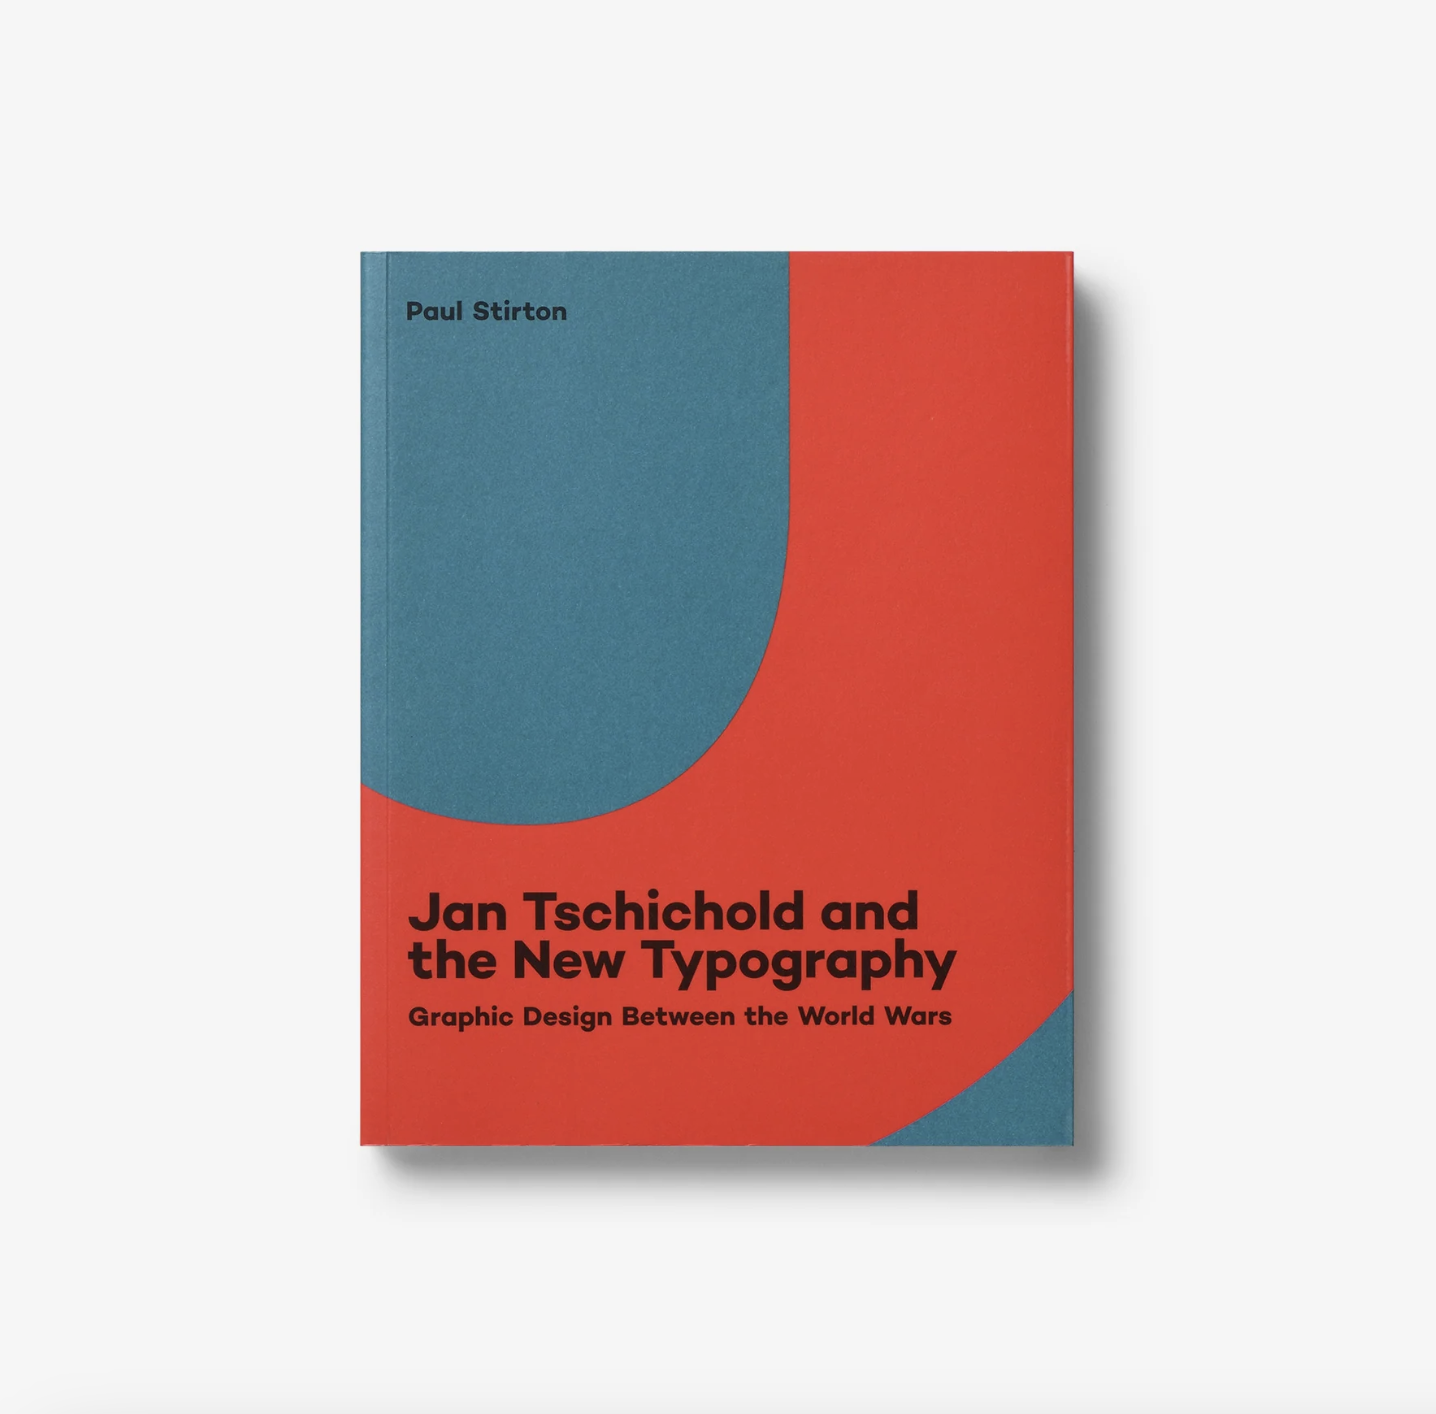 Paul Stirton
Jan Tschichold and
the New Typography
Graphic Design Between the World Wars